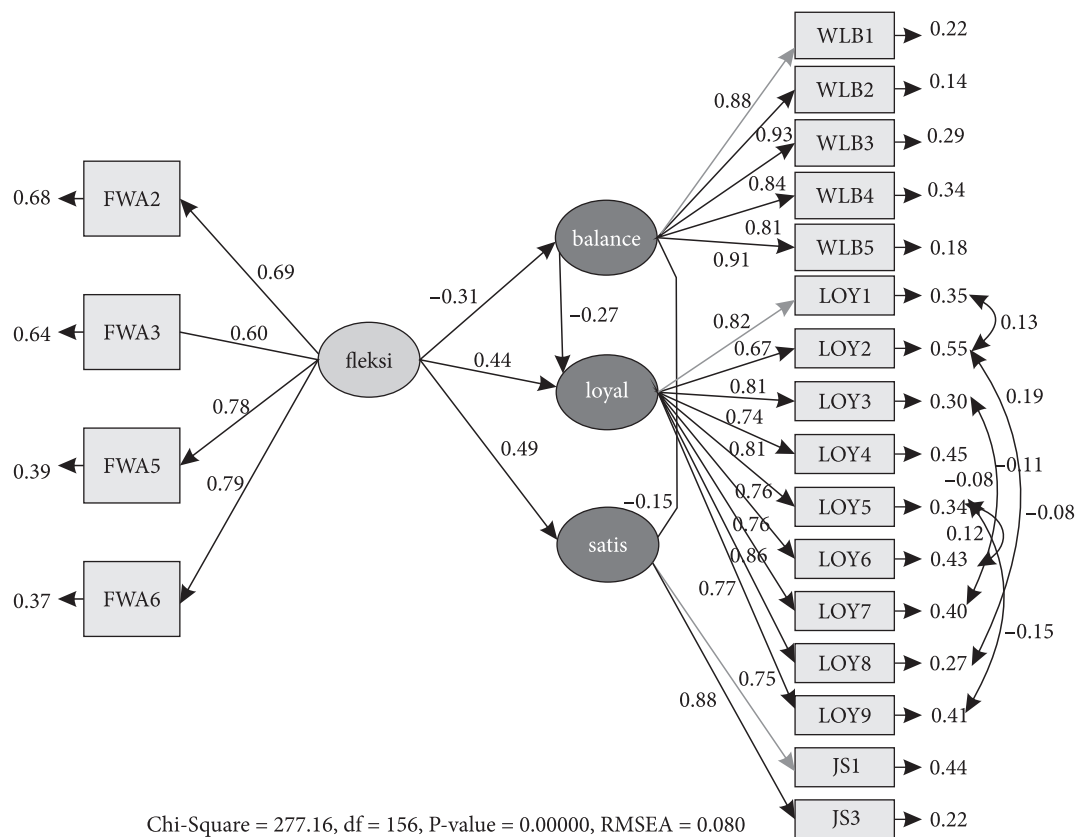 WLB1
0.22
WLB2
0.14
0.88
0.93
WLB3
0.29
0.84
WLB4
0.34
0.81
0.91
WLB5
0.18
0.68
FWA2
0.69
balance
−0.31
−0.27
LOY1
0.35
0.13
0.82
0.64
FWA3
0.60
fleksi
0.44
loyal
0.67
LOY2
0.55
0.81
LOY3
0.30
0.19
0.78
0.74
0.49
0.81
LOY4
0.45
−0.11
0.39
FWA5
0.79
−0.08
0.76
−0.15
LOY5
0.34
−0.08
0.76
satis
0.86
0.12
LOY6
0.43
0.77
0.37
FWA6
LOY7
0.40
−0.15
LOY8
0.27
0.75
0.88
LOY9
0.41
JS1
0.44
JS3
0.22
Chi-Square = 277.16, df = 156, P-value = 0.00000, RMSEA = 0.080